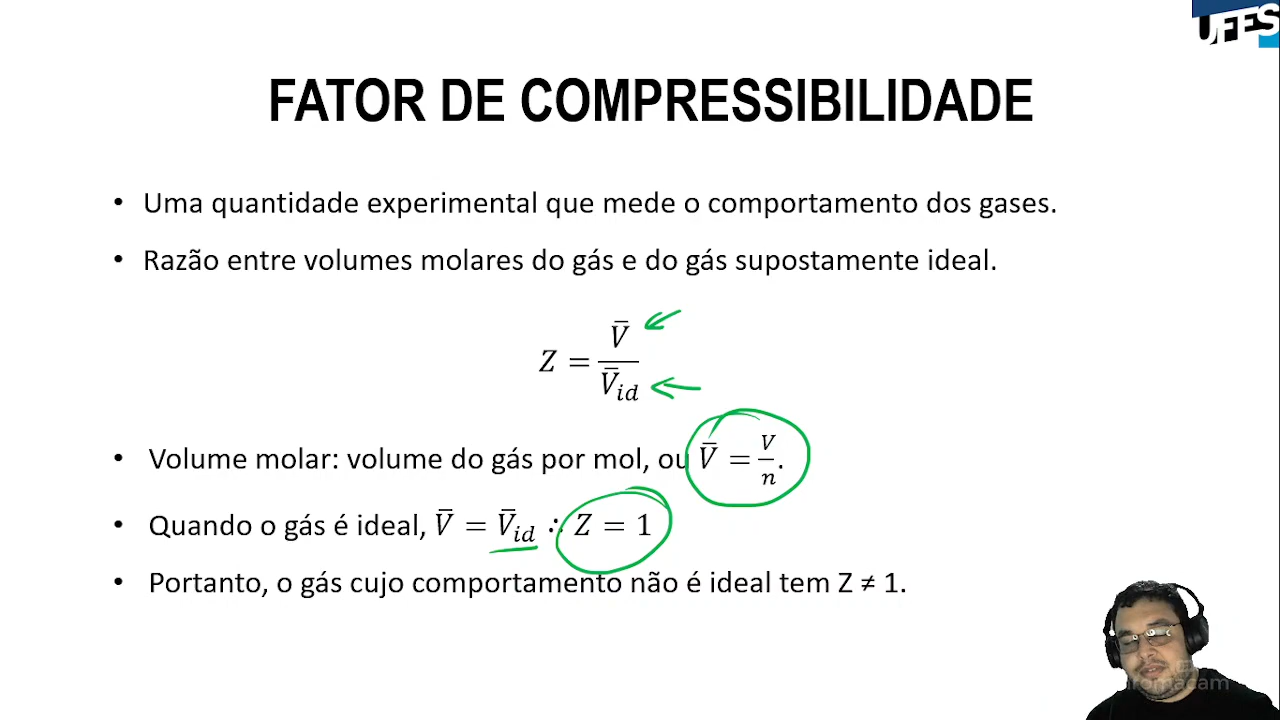 UFES
FATOR DE COMPRESSIBILIDADE
• Uma quantidade experimental que mede o comportamento dos gases.
• Razão entre volumes molares do gás e do gás supostamente ideal.
Z = V̄ / V̄id
• Volume molar: volume do gás por mol, ou V̄ = V/n.
• Quando o gás é ideal, V̄ = V̄id ∴ Z = 1
• Portanto, o gás cujo comportamento não é ideal tem Z ≠ 1.